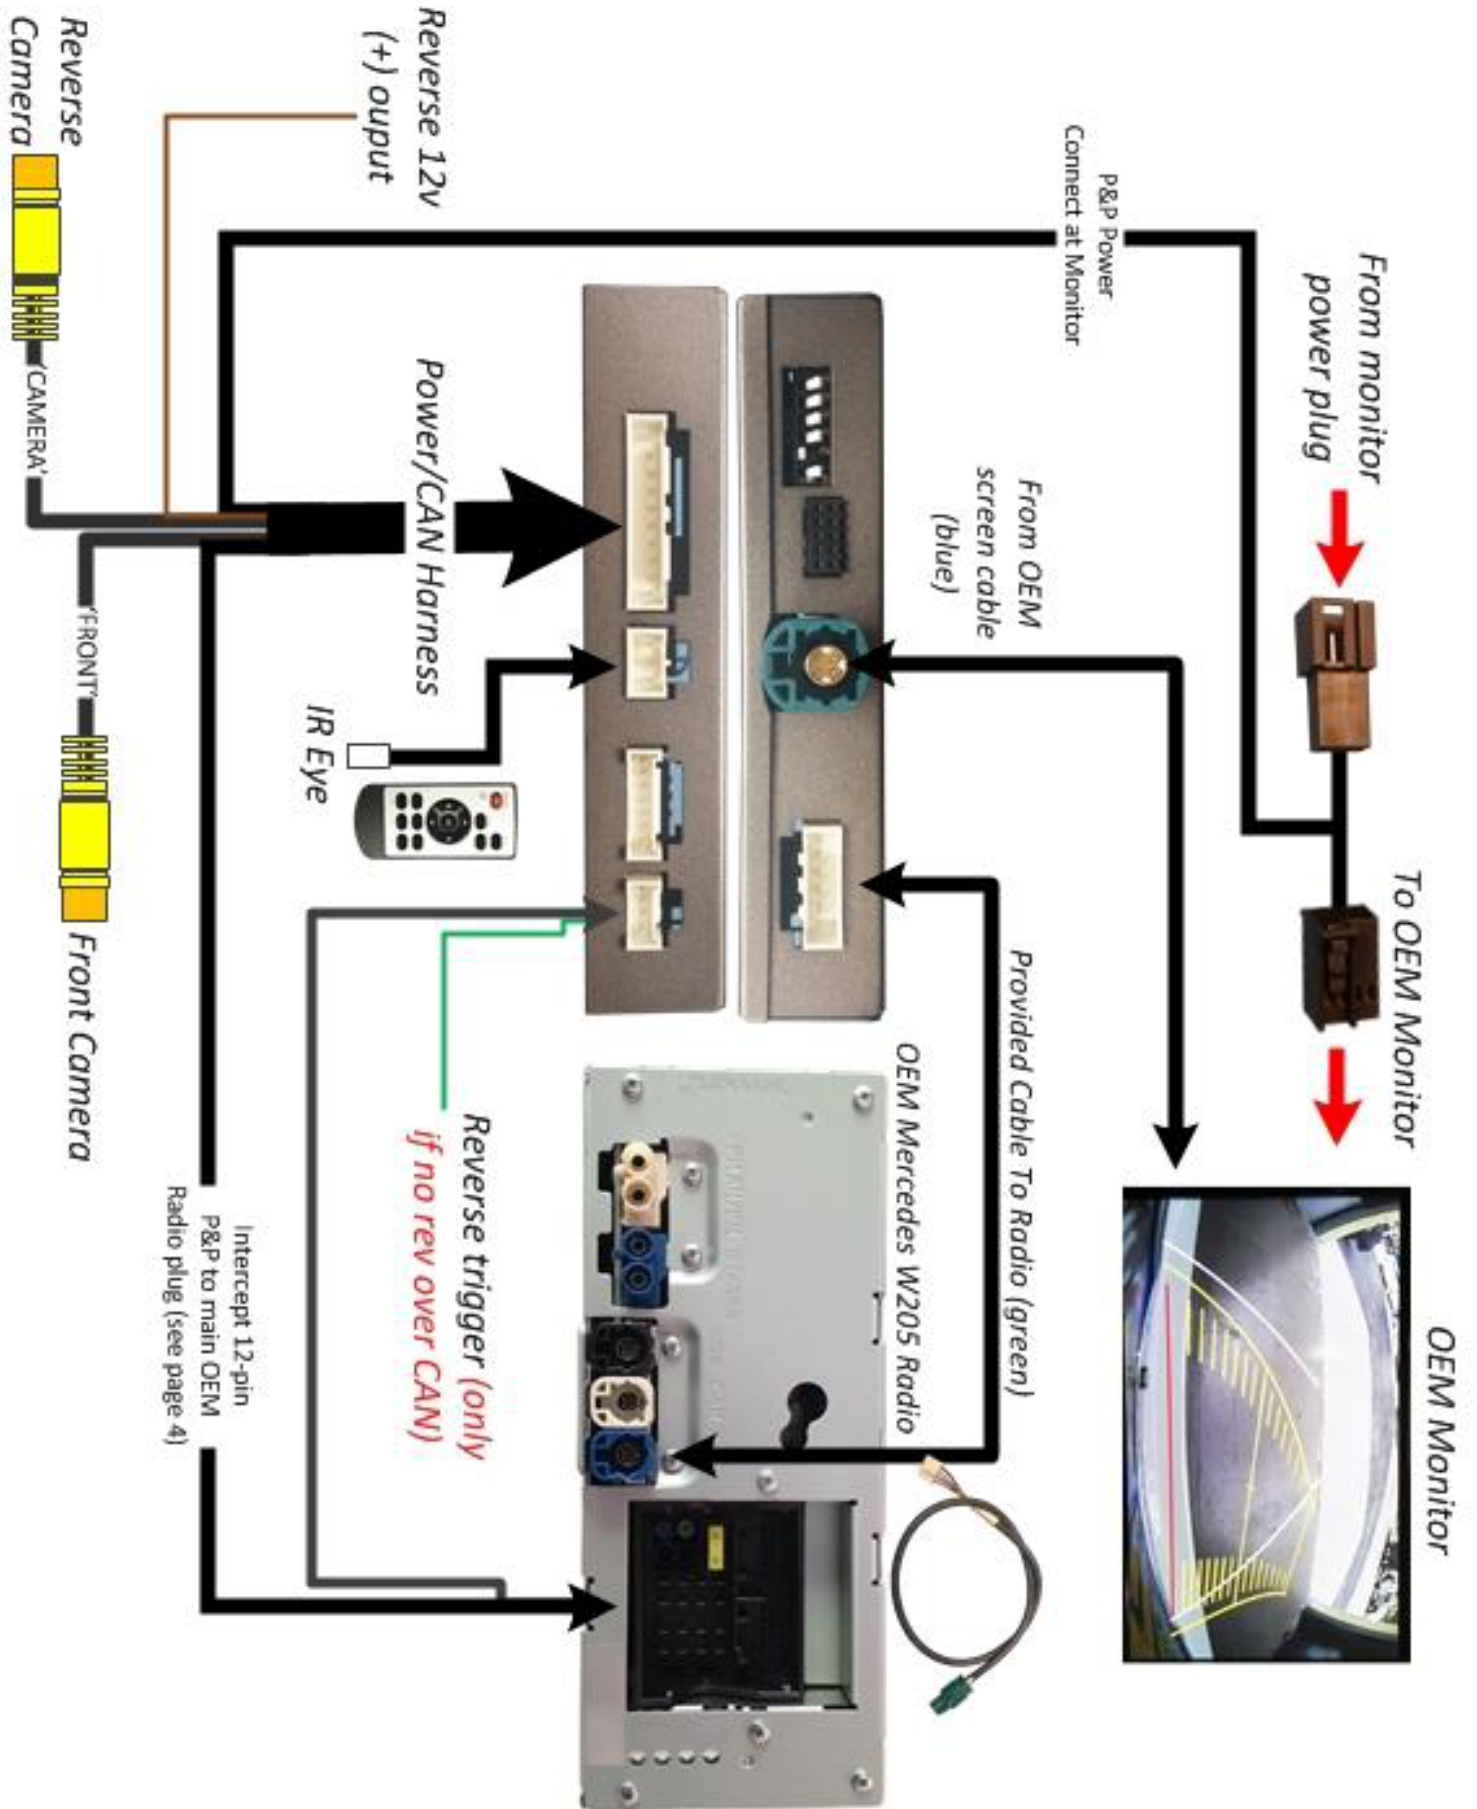 From monitor
power plug
To OEM Monitor
OEM Monitor
P&P Power
Connect at Monitor
From OEM
screen cable
(blue)
Provided Cable To Radio (green)
OEM Mercedes W205 Radio
Reverse 12v
(+) ouput
Power/CAN Harness
IR Eye
Reverse trigger (only
if no rev over CAN)
Reverse
Camera
'CAMERA'
'FRONT'
Front Camera
Intercept 12-pin
P&P to main OEM
Radio plug (see page 4)